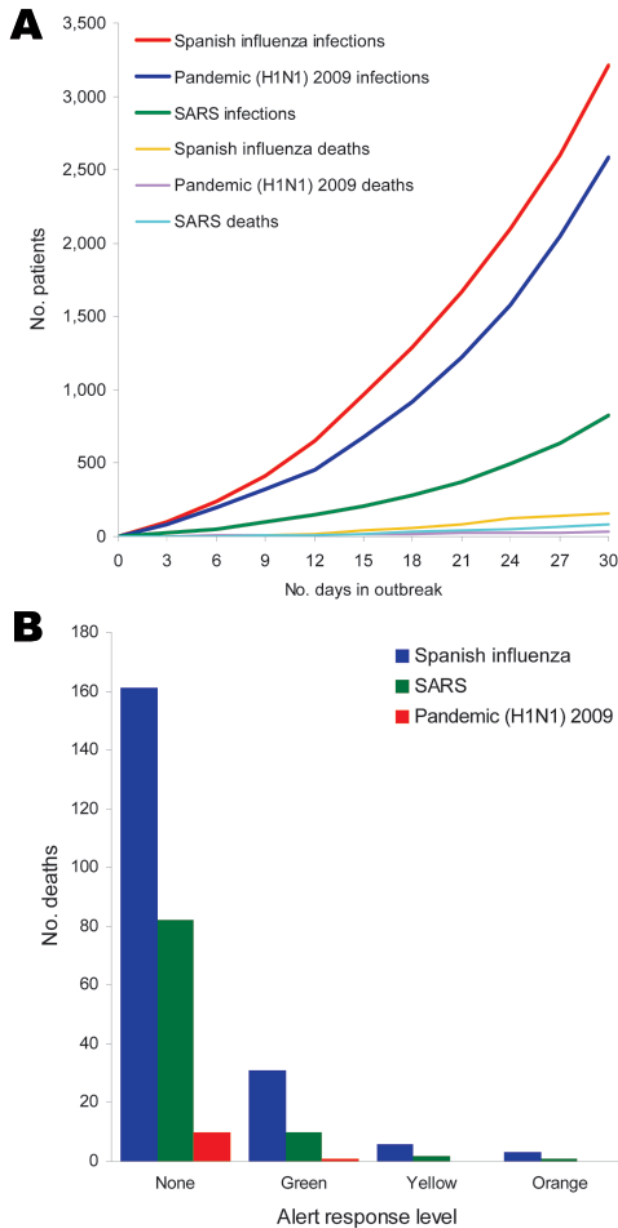 A
3,500
3,000
2,500
2,000
1,500
1,000
500
0
No. patients
Spanish influenza infections
Pandemic (H1N1) 2009 infections
SARS infections
Spanish influenza deaths
Pandemic (H1N1) 2009 deaths
SARS deaths
0 3 6 9 12 15 18 21 24 27 30
No. days in outbreak
B
180
160
140
120
100
80
60
40
20
0
No. deaths
Spanish influenza
SARS
Pandemic (H1N1) 2009
None Green Yellow Orange
Alert response level